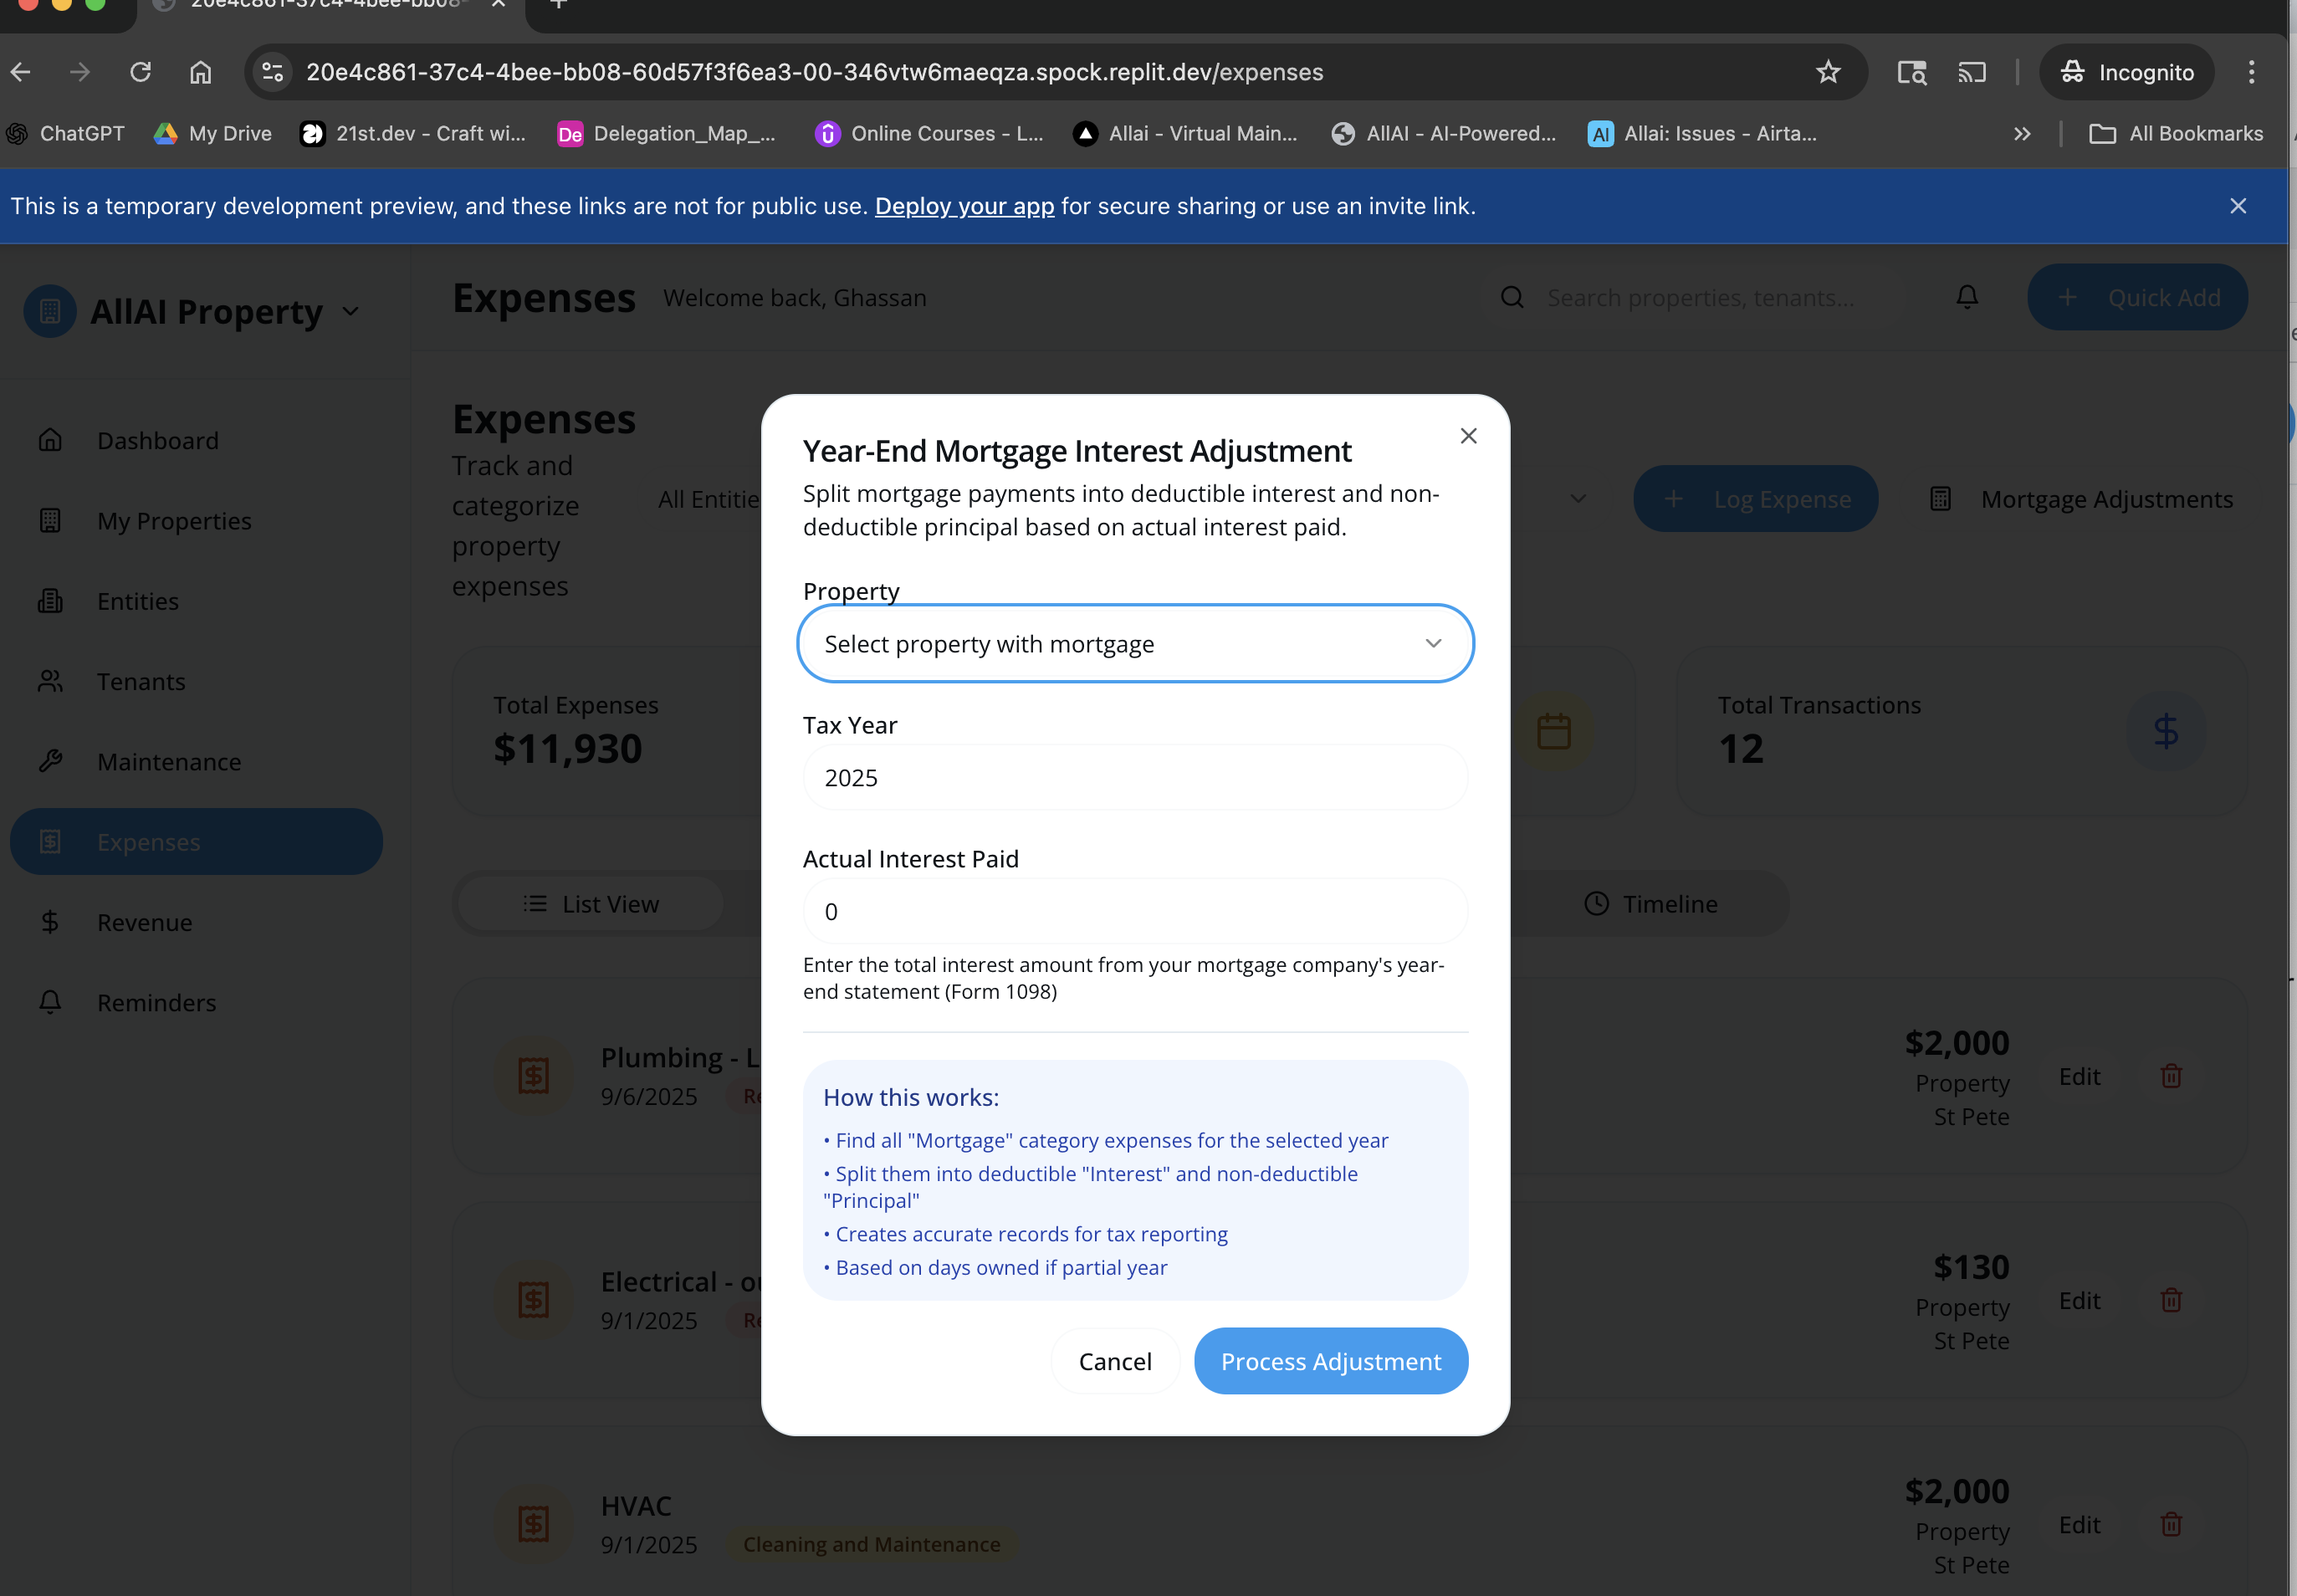 20e4c861-37c4-4bee-bb08-
20e4c861-37c4-4bee-bb08-60d57f3f6ea3-00-346vtw6maeqza.spock.replit.dev/expenses
Incognito
ChatGPT
My Drive
21st.dev - Craft wi...
De
Delegation_Map_...
Online Courses - L...
Allai - Virtual Main...
AllAI - AI-Powered...
AI
Allai: Issues - Airta...
All Bookmarks
This is a temporary development preview, and these links are not for public use. Deploy your app for secure sharing or use an invite link.
AllAI Property
Expenses
Welcome back, Ghassan
Search properties, tenants...
+ Quick Add
Dashboard
My Properties
Entities
Tenants
Maintenance
Expenses
Revenue
Reminders
Expenses
Track and
categorize
property
expenses
All Entitie
+ Log Expense
Mortgage Adjustments
Total Expenses
$11,930
Total Transactions
12
List View
Timeline
Plumbing - L
9/6/2025
Re
$2,000
Property
St Pete
Edit
Electrical - o
9/1/2025
Re
$130
Property
St Pete
Edit
HVAC
9/1/2025
Cleaning and Maintenance
$2,000
Property
St Pete
Edit
Year-End Mortgage Interest Adjustment
Split mortgage payments into deductible interest and non-
deductible principal based on actual interest paid.
Property
Select property with mortgage
Tax Year
2025
Actual Interest Paid
0
Enter the total interest amount from your mortgage company's year-
end statement (Form 1098)
How this works:
• Find all "Mortgage" category expenses for the selected year
• Split them into deductible "Interest" and non-deductible
"Principal"
• Creates accurate records for tax reporting
• Based on days owned if partial year
Cancel
Process Adjustment